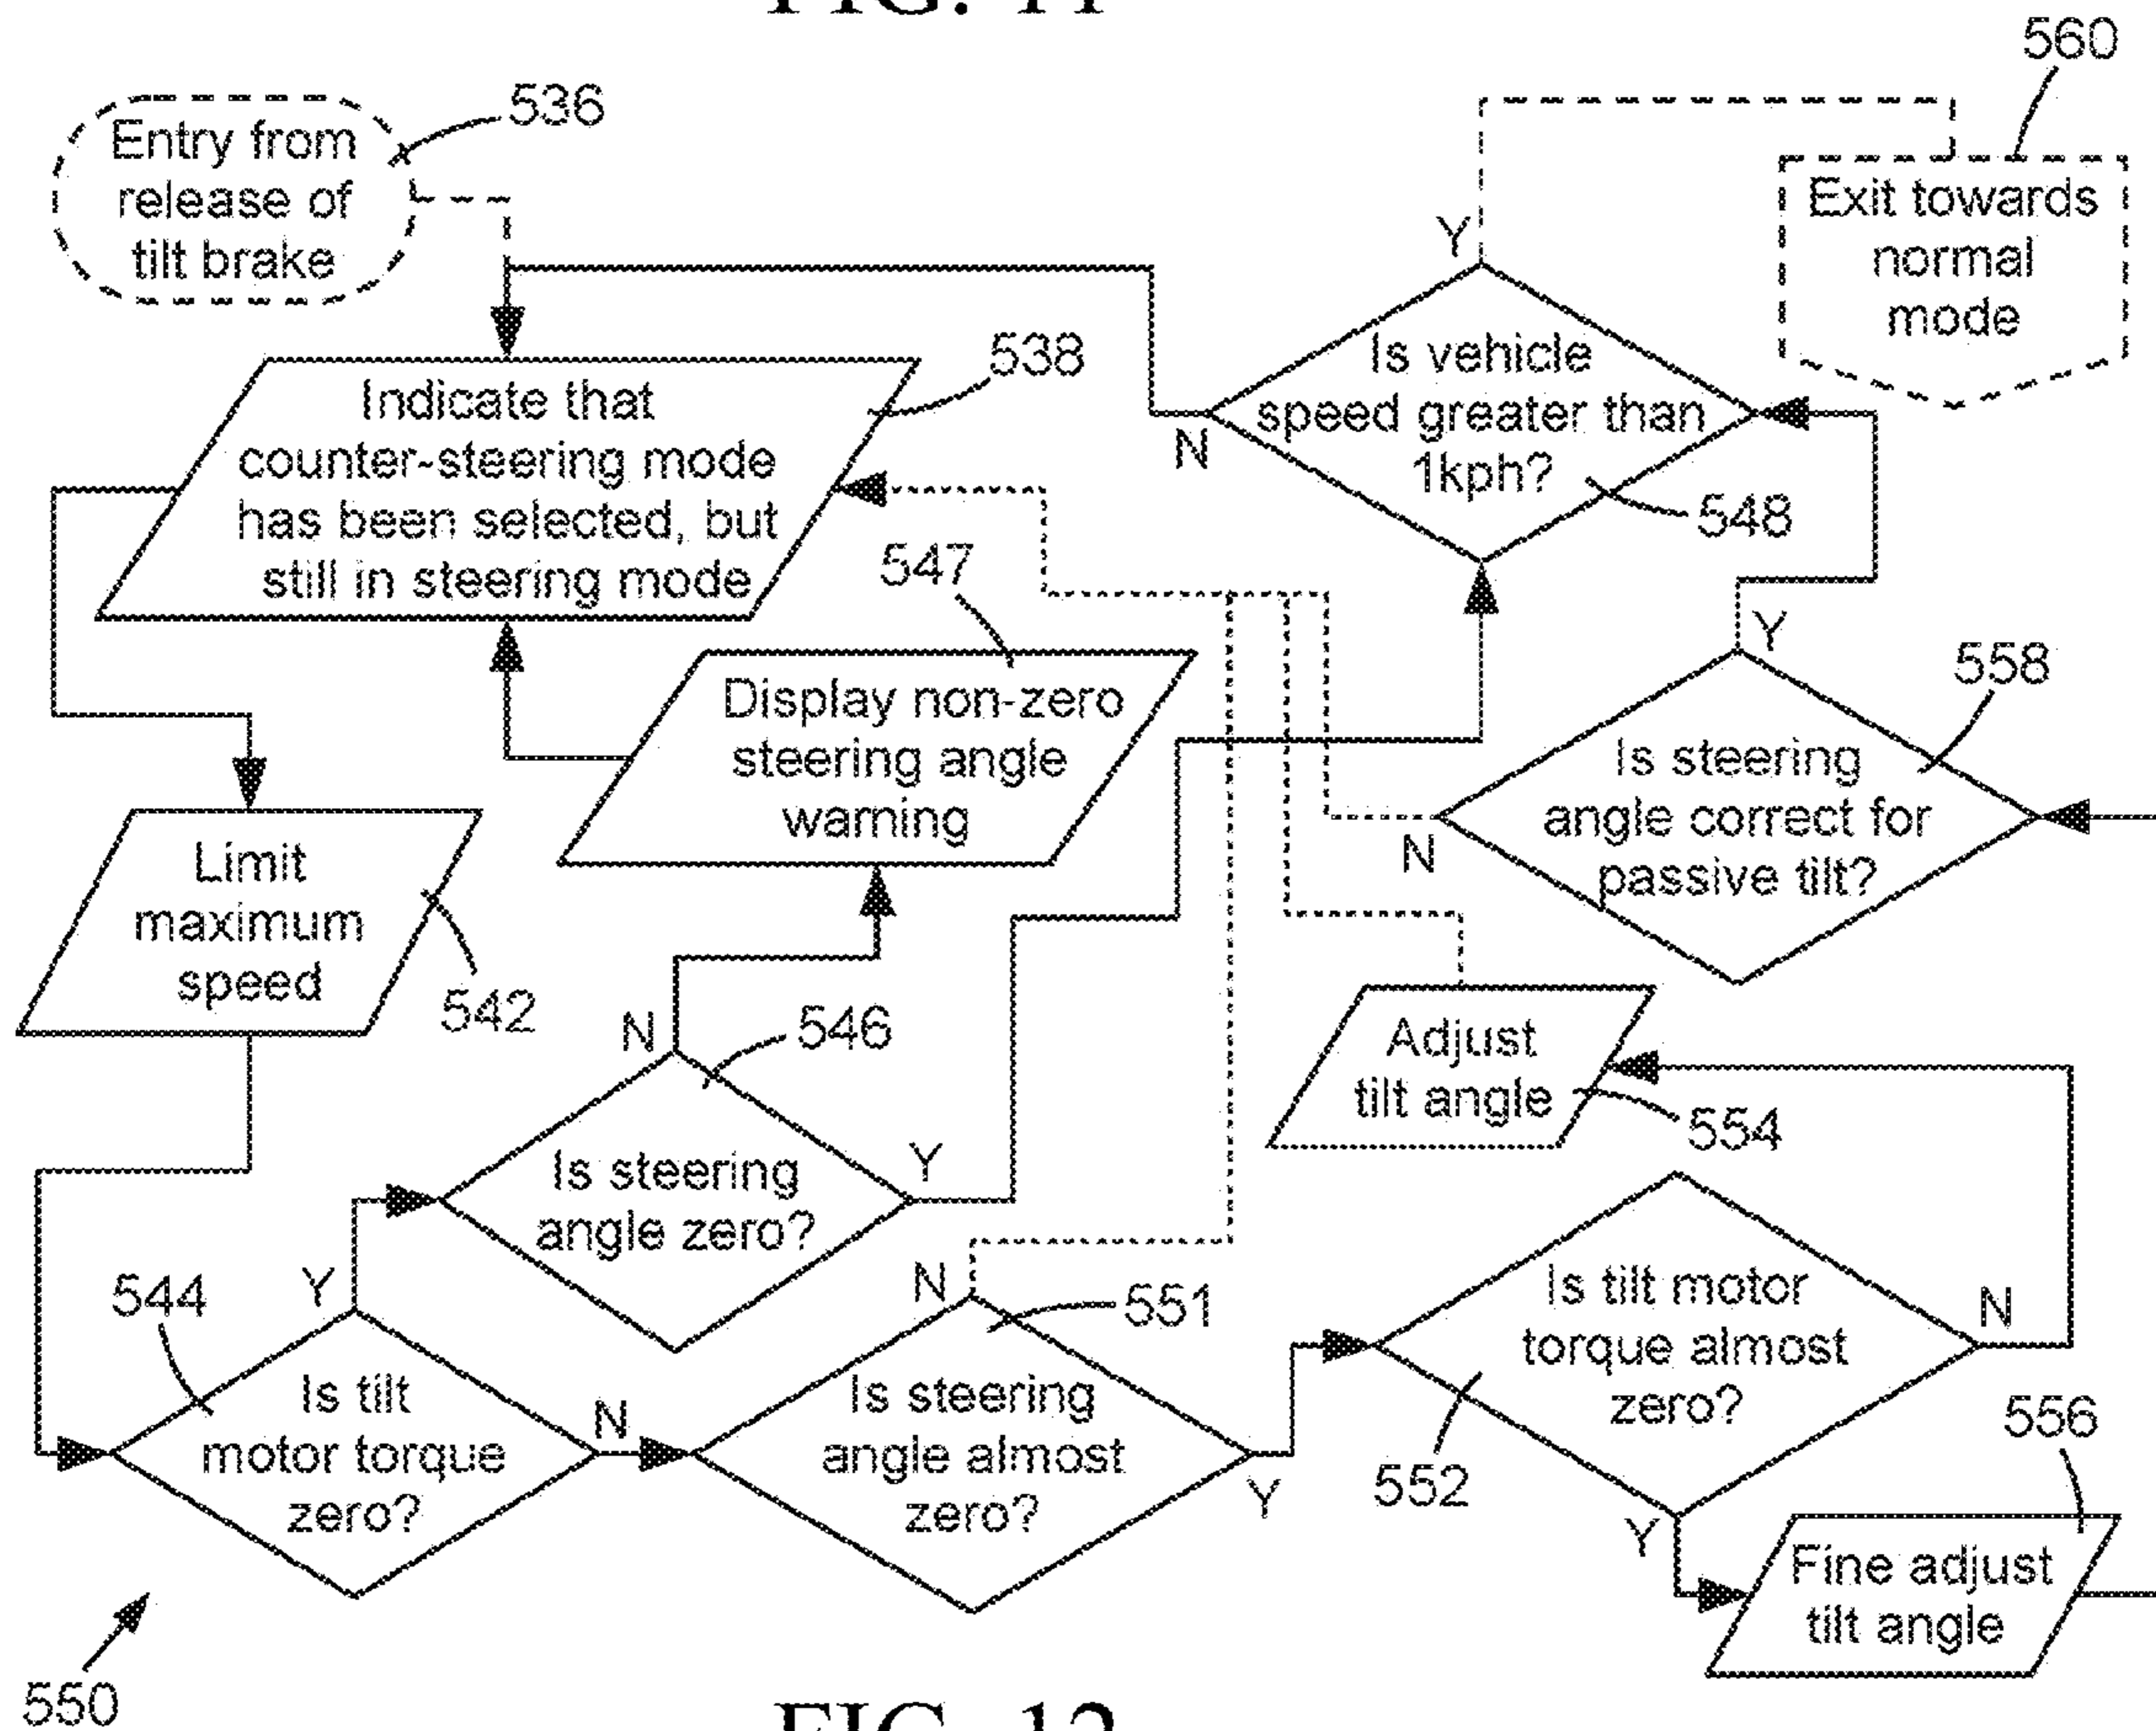 560
536
Entry from
release of
tilt brake
Exit towards
normal
mode
Y
Is vehicle
speed greater than
1kph?
N
548
538
Indicate that
counter-steering mode
has been selected, but
still in steering mode
547
Display non-zero
steering angle
warning
Y
558
Is steering
angle correct for
passive tilt?
N
Limit
maximum
speed
542
N
546
Is steering
angle zero?
Y
Adjust
tilt angle
554
544
Y
Is tilt
motor torque
zero?
N
N
551
Is steering
angle almost
zero?
Y
Is tilt motor
torque almost
zero?
N
552
Y
556
Fine adjust
tilt angle
550